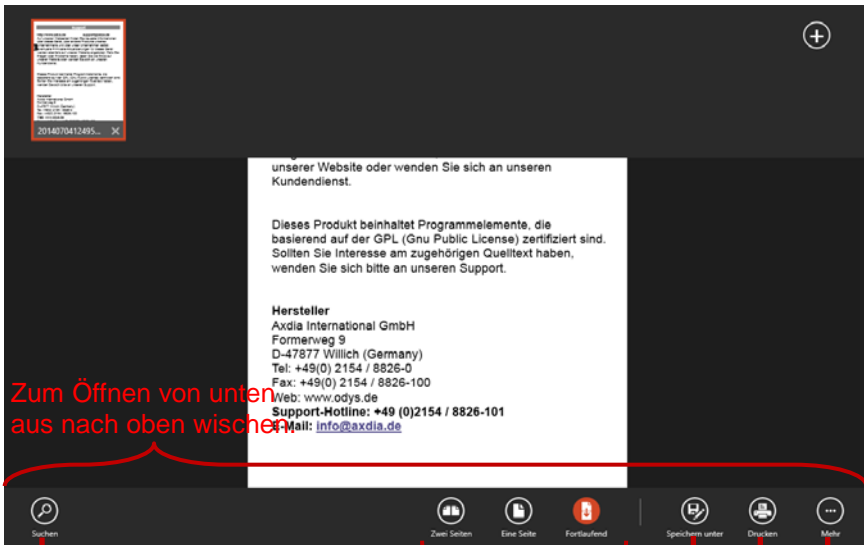 2014070412495...
unserer Website oder wenden Sie sich an unseren
Kundendienst.
Dieses Produkt beinhaltet Programmelemente, die
basierend auf der GPL (Gnu Public License) zertifiziert sind.
Sollten Sie Interesse am zugehörigen Quelltext haben,
wenden Sie sich bitte an unseren Support.
Hersteller
Axdia International GmbH
Formerweg 9
D-47877 Willich (Germany)
Tel: +49(0) 2154 / 8826-0
Fax: +49(0) 2154 / 8826-100
Web: www.odys.de
Support-Hotline: +49 (0)2154 / 8826-101
E-Mail: info@axdia.de
Zum Öffnen von unten
aus nach oben wischen.
Suchen
Zwei Seiten
Eine Seite
Fortlaufend
Speichern unter
Drucken
Mehr